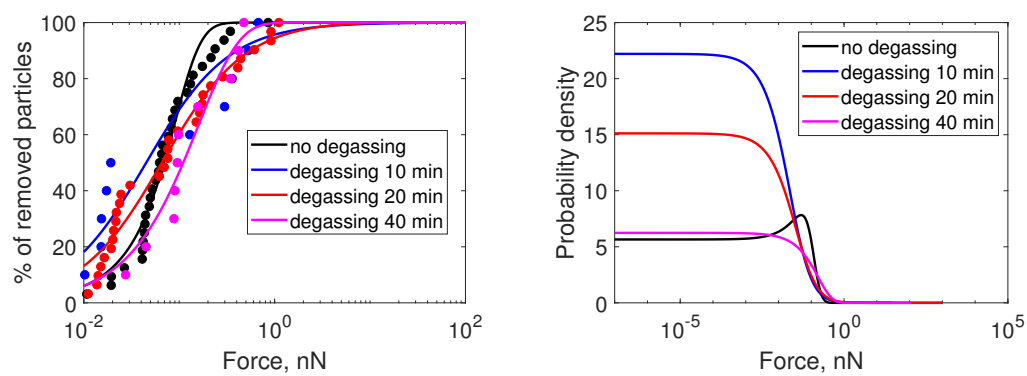 % of removed particles
100
80
60
40
20
0
10^-2
10^-1
10^0
10^2
Force, nN
no degassing
degassing 10 min
degassing 20 min
degassing 40 min
Probability density
25
20
15
10
5
0
10^-5
10^0
10^5
Force, nN
no degassing
degassing 10 min
degassing 20 min
degassing 40 min